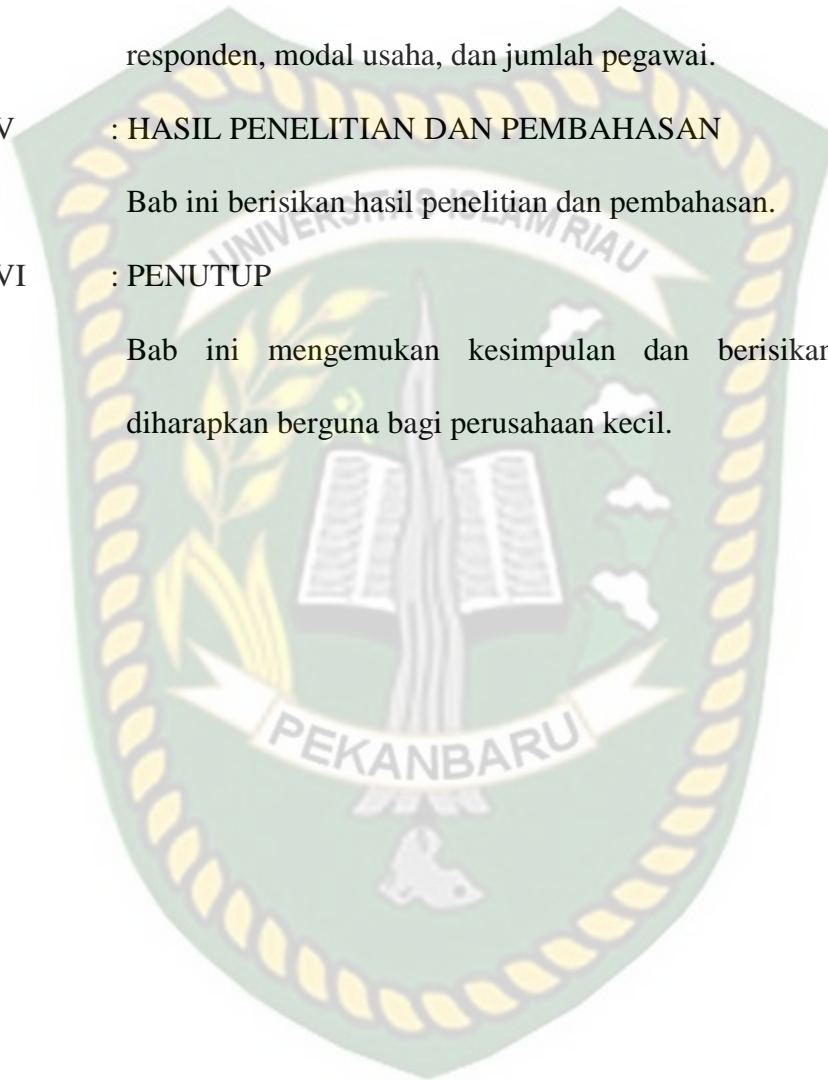 responden, modal usaha, dan jumlah pegawai.
V : HASIL PENELITIAN DAN PEMBAHASAN
Bab ini berisikan hasil penelitian dan pembahasan.
UNIVERSITAS ISLAM RIAU
VI : PENUTUP
Bab ini mengemukan kesimpulan dan berisikan
diharapkan berguna bagi perusahaan kecil.
PEKANBARU